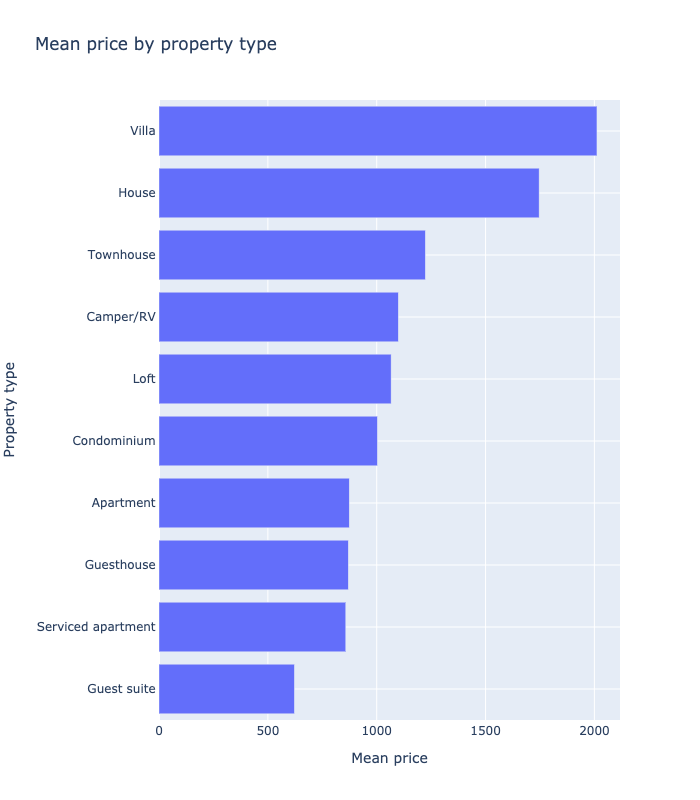 Mean price by property type
Villa
House
Townhouse
Camper/RV
Loft
Condominium
Apartment
Guesthouse
Serviced apartment
Guest suite
0 500 1000 1500 2000
Mean price
Property type